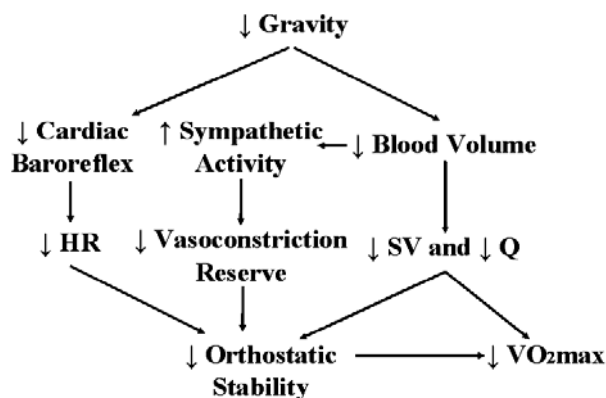 ↓ Gravity
↓ Cardiac
Baroreflex
↑ Sympathetic
Activity
↓ Blood Volume
↓ HR
↓ Vasoconstriction
Reserve
↓ SV and ↓ Q
↓ Orthostatic
Stability
↓ VO₂max